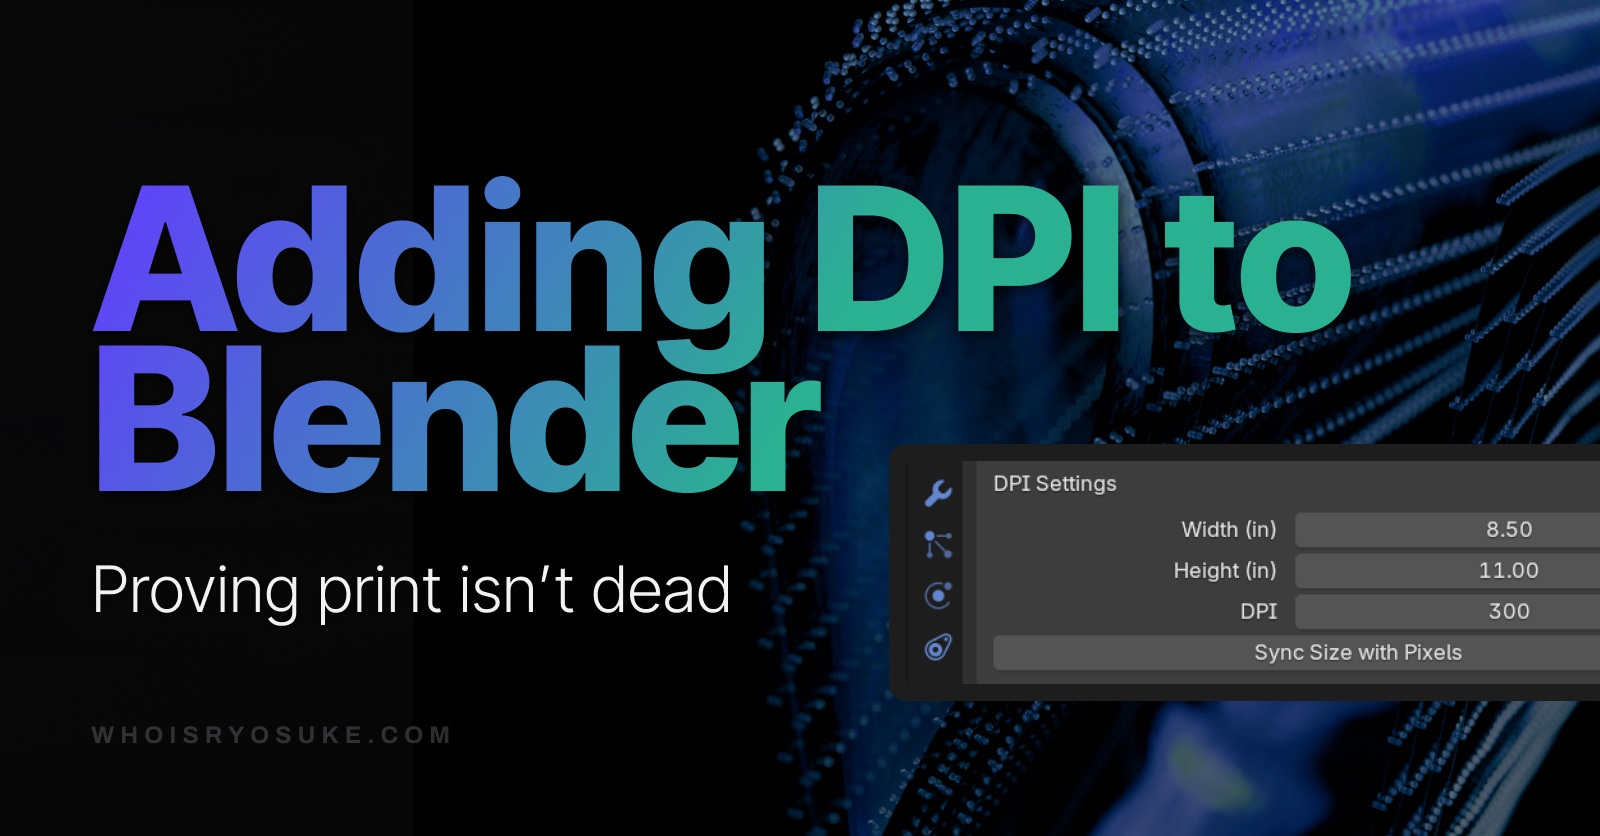 Adding DPI to
Blender
Proving print isn’t dead
WHOISRYOSUKE.COM
DPI Settings
Width (in) 8.50
Height (in) 11.00
DPI 300
Sync Size with Pixels